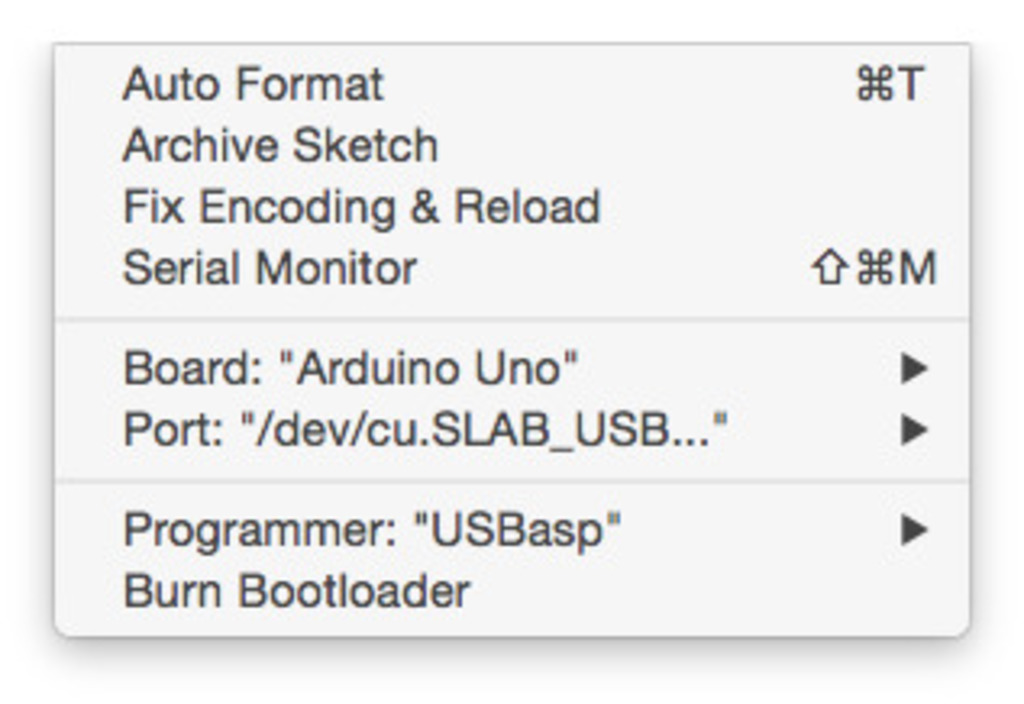 Auto Format ⌘T
Archive Sketch
Fix Encoding & Reload
Serial Monitor ⇧⌘M
Board: "Arduino Uno" ▶
Port: "/dev/cu.SLAB_USB..." ▶
Programmer: "USBasp" ▶
Burn Bootloader